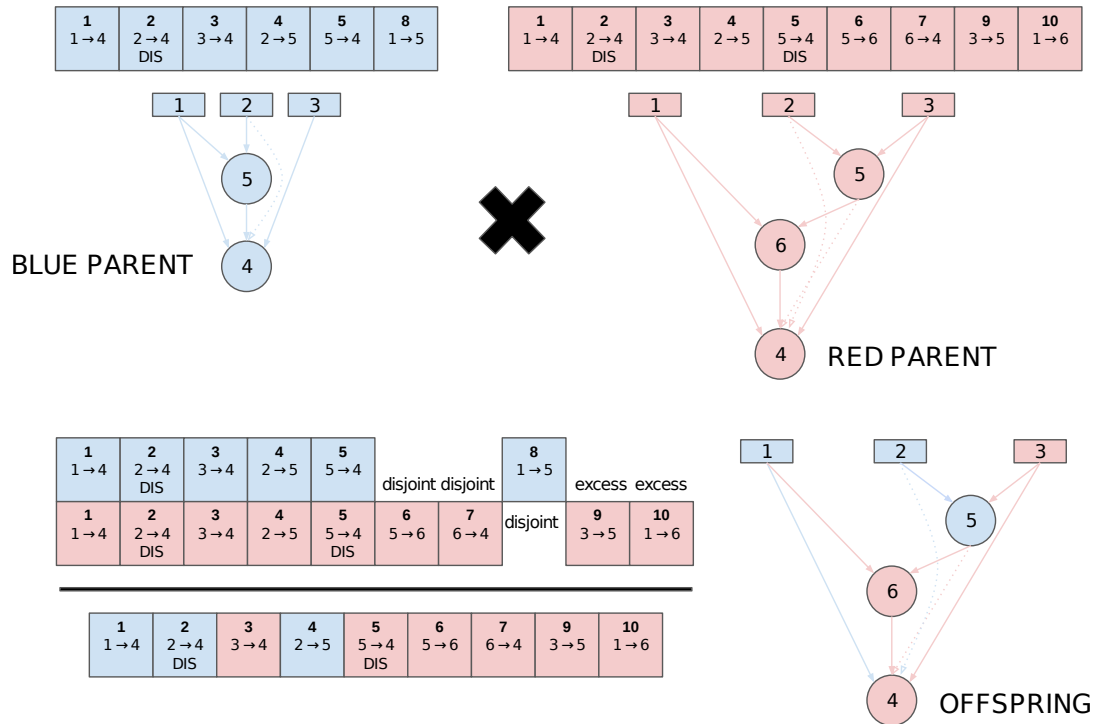 1 2 3 4 5 8
1→4 2→4 3→4 2→5 5→4 1→5
DIS
1 2 3 4 5 6 7 9 10
1→4 2→4 3→4 2→5 5→4 5→6 6→4 3→5 1→6
DIS DIS
1 2 3
5
4
BLUE PARENT
1 2 3
5
6
4
RED PARENT
1 2 3 4 5 8
1→4 2→4 3→4 2→5 5→4 1→5
DIS disjoint disjoint excess excess
1 2 3 4 5 6 7 disjoint 9 10
1→4 2→4 3→4 2→5 5→4 5→6 6→4 3→5 1→6
DIS DIS
1 2 3 4 5 6 7 9 10
1→4 2→4 3→4 2→5 5→4 5→6 6→4 3→5 1→6
DIS DIS
1 2 3
5
6
4
OFFSPRING